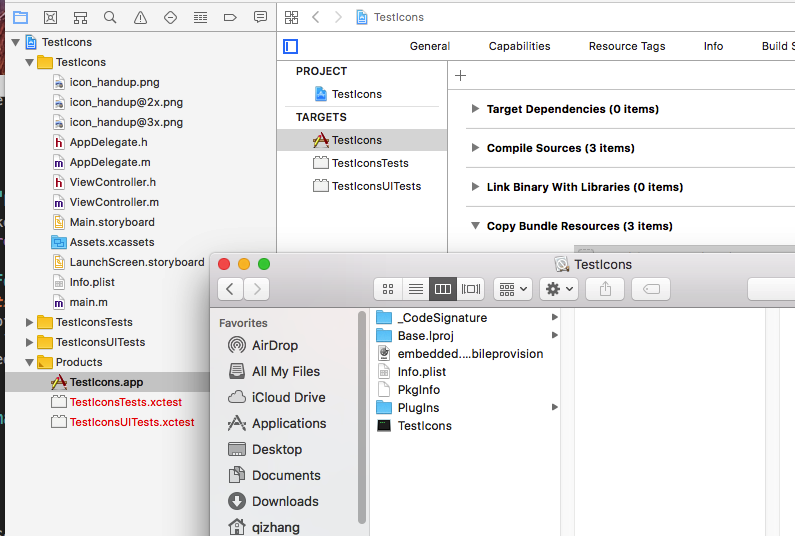 TestIcons
TestIcons
TestIcons
icon_handup.png
icon_handup@2x.png
icon_handup@3x.png
AppDelegate.h
AppDelegate.m
ViewController.h
ViewController.m
Main.storyboard
Assets.xcassets
LaunchScreen.storyboard
Info.plist
main.m
TestIconsTests
TestIconsUITests
Products
TestIcons.app
TestIconsTests.xctest
TestIconsUITests.xctest
General Capabilities Resource Tags Info Build S
PROJECT
TestIcons
TARGETS
TestIcons
TestIconsTests
TestIconsUITests
Target Dependencies (0 items)
Compile Sources (3 items)
Link Binary With Libraries (0 items)
Copy Bundle Resources (3 items)
TestIcons
Favorites
AirDrop
All My Files
iCloud Drive
Applications
Desktop
Documents
Downloads
qizhang
_CodeSignature
Base.lproj
embedded....bileprovision
Info.plist
PkgInfo
PlugIns
TestIcons